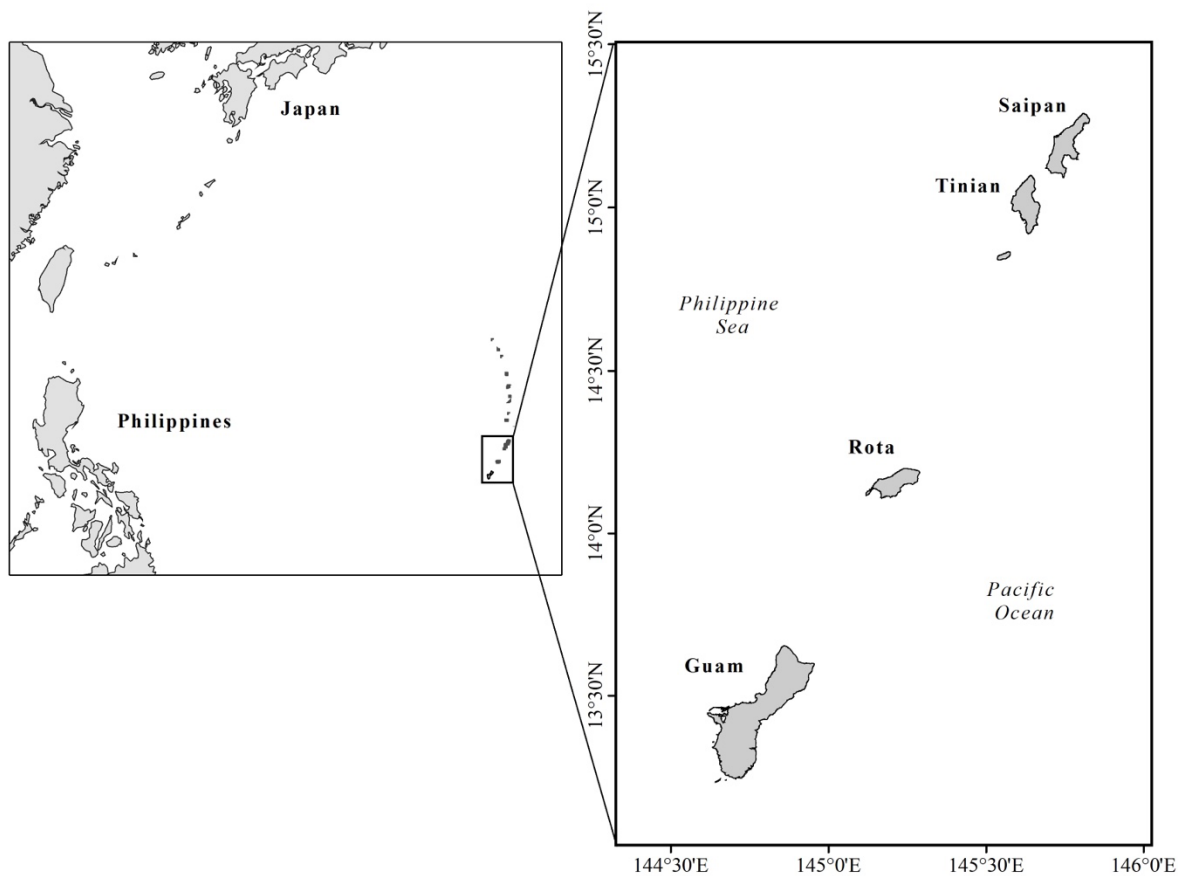 Japan
Philippines
15°30'N
15°0'N
14°30'N
14°0'N
13°30'N
Saipan
Tinian
Philippine
Sea
Rota
Pacific
Ocean
Guam
144°30'E
145°0'E
145°30'E
146°0'E